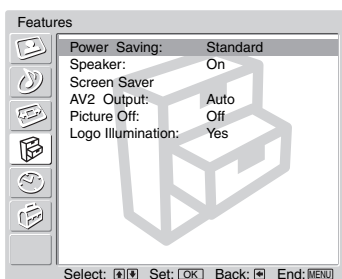 Features
Power Saving: Standard
Speaker: On
Screen Saver
AV2 Output: Auto
Picture Off: Off
Logo Illumination: Yes
Select: Set: OK Back: End: MENU